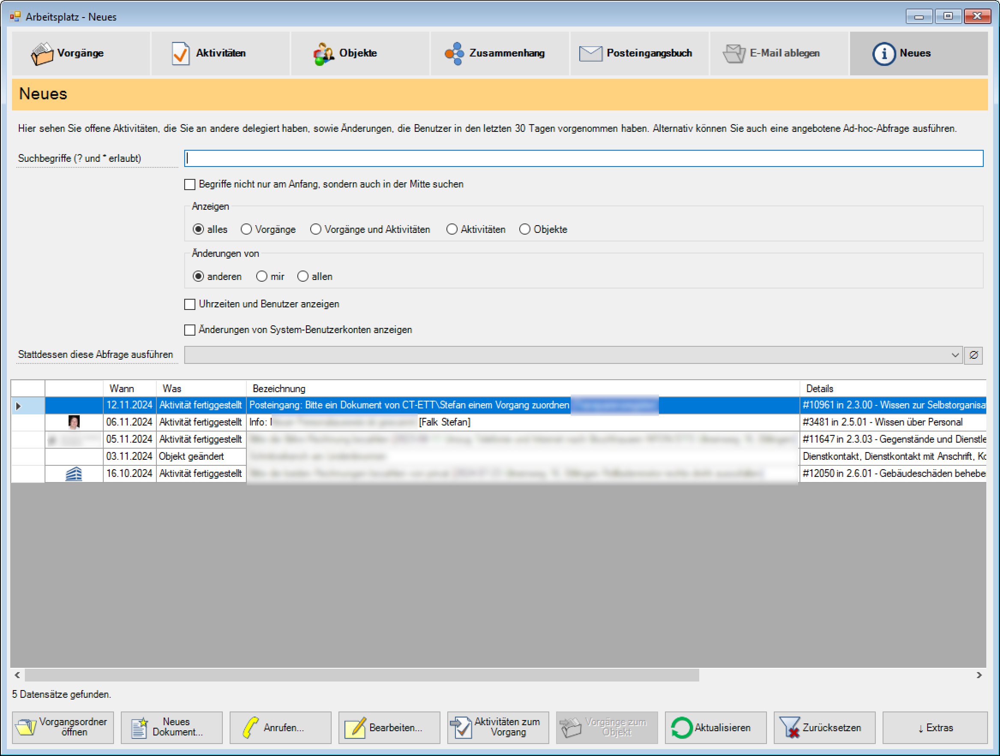 Arbeitsplatz - Neues
Vorgänge Aktivitäten Objekte Zusammenhang Posteingangsbuch E-Mail ablegen Neues
Neues
Hier sehen Sie offene Aktivitäten, die Sie an andere delegiert haben, sowie Änderungen, die Benutzer in den letzten 30 Tagen vorgenommen haben. Alternativ können Sie auch eine angebotene Ad-hoc-Abfrage ausführen.
Suchbegriffe (? und * erlaubt)
Begriffe nicht nur am Anfang, sondern auch in der Mitte suchen
Anzeigen
alles Vorgänge Vorgänge und Aktivitäten Aktivitäten Objekte
Änderungen von
anderen mir allen
Uhrzeiten und Benutzer anzeigen
Änderungen von System-Benutzerkonten anzeigen
Stattdessen diese Abfrage ausführen
Wann Was Bezeichnung Details
12.11.2024 Aktivität fertiggestellt Posteingang: Bitte ein Dokument von CT-ETT\Stefan einem Vorgang zuordnen #10961 in 2.3.00 - Wissen zur Selbstorganisa
06.11.2024 Aktivität fertiggestellt Info: [Falk Stefan] #3481 in 2.5.01 - Wissen über Personal
05.11.2024 Aktivität fertiggestellt #11647 in 2.3.03 - Gegenstände und Dienstle
03.11.2024 Objekt geändert Dienstkontakt, Dienstkontakt mit Anschrift, Ko
16.10.2024 Aktivität fertiggestellt #12050 in 2.6.01 - Gebäudeschäden behebe
5 Datensätze gefunden.
Vorgangsordner öffnen
Neues Dokument...
Anrufen...
Bearbeiten...
Aktivitäten zum Vorgang
Vorgänge zum Objekt
Aktualisieren
Zurücksetzen
↓ Extras